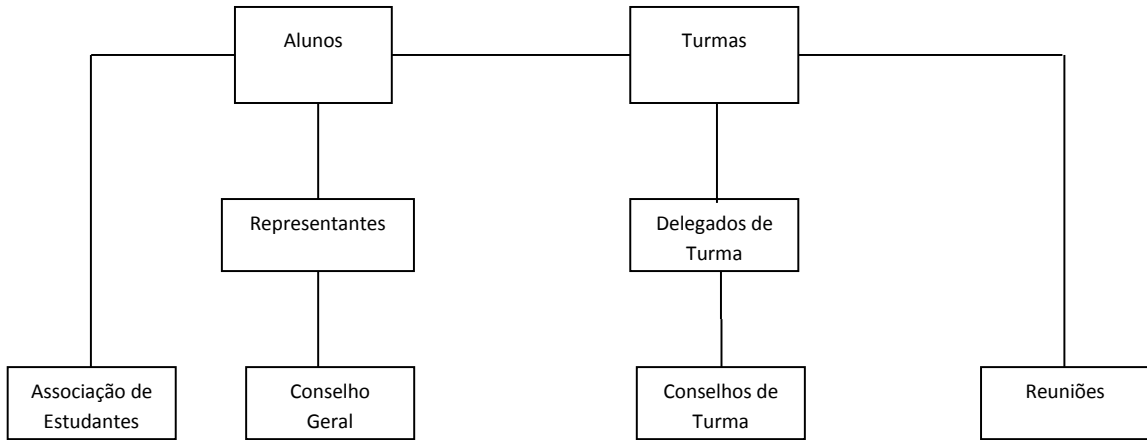 Alunos
Turmas
Representantes
Delegados de
Turma
Associação de
Estudantes
Conselho
Geral
Conselhos de
Turma
Reuniões